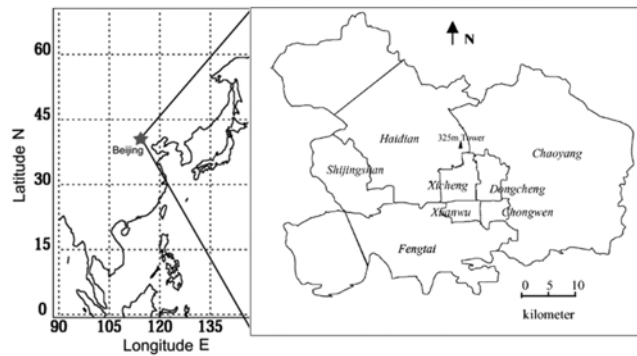 60
45
30
15
0
Latitude N
Beijing
90
105
120
135
Longitude E
N
Haidian
325m Tower
Chaoyang
Shijingshan
Xicheng
Dongcheng
Xuanwu
Chongwen
Fengtai
0
5
10
kilometer